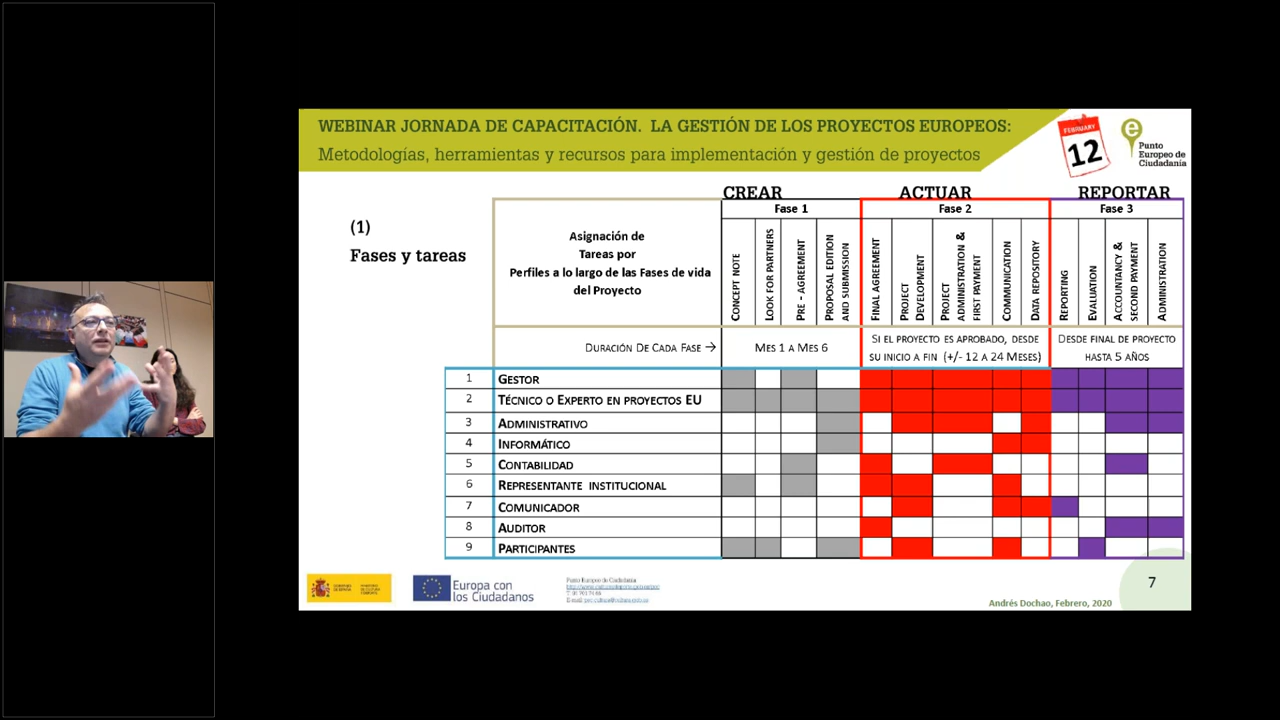 WEBINAR JORNADA DE CAPACITACIÓN. LA GESTIÓN DE LOS PROYECTOS EUROPEOS:
Metodologías, herramientas y recursos para implementación y gestión de proyectos
FEBRUARY
12
e
Punto
Europeo de
Ciudadanía
(1)
Fases y tareas
CREAR
ACTUAR
REPORTAR
Asignación de
Tareas por
Perfiles a lo largo de las Fases de vida
del Proyecto
Fase 1
Fase 2
Fase 3
CONCEPT NOTE
LOOK FOR PARTNERS
PRE - AGREEMENT
PROPOSAL EDITION
AND SUBMISSION
FINAL AGREEMENT
PROJECT
DEVELOPMENT
PROJECT
ADMINISTRATION &
FIRST PAYMENT
COMMUNICATION
DATA REPOSITORY
REPORTING
EVALUATION
ACCOUNTANCY &
SECOND PAYMENT
ADMINISTRATION
DURACIÓN DE CADA FASE →
MES 1 A MES 6
SI EL PROYECTO ES APROBADO, DESDE
SU INICIO A FIN (+/- 12 A 24 MESES)
DESDE FINAL DE PROYECTO
HASTA 5 AÑOS
1 GESTOR
2 TÉCNICO O EXPERTO EN PROYECTOS EU
3 ADMINISTRATIVO
4 INFORMÁTICO
5 CONTABILIDAD
6 REPRESENTANTE INSTITUCIONAL
7 COMUNICADOR
8 AUDITOR
9 PARTICIPANTES
Europa con
los Ciudadanos
Punto Europeo de Ciudadanía
Andrés Dochao, Febrero, 2020
7